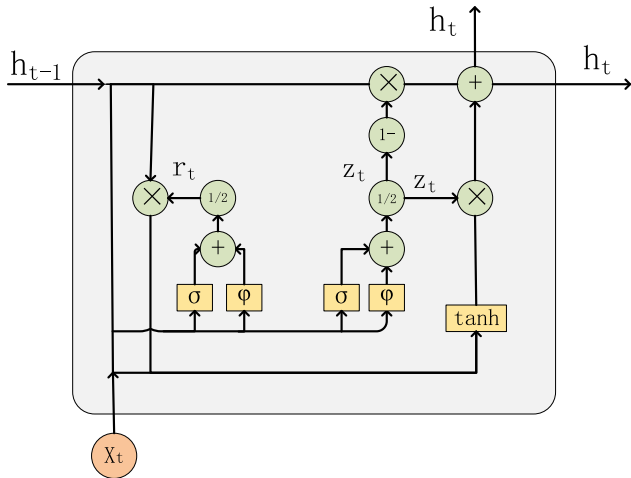 h_t
h_{t-1} h_t
× +
1-
r_t z_t z_t
× 1/2 1/2 ×
+ +
σ φ σ φ
tanh
X_t